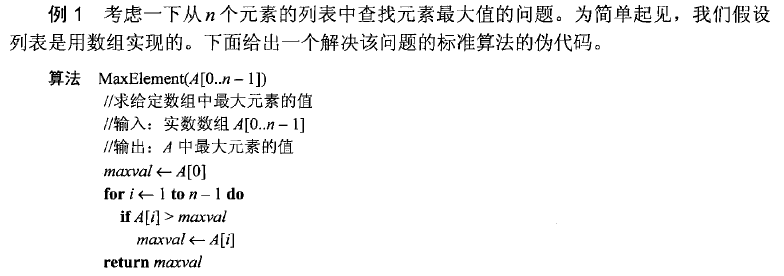 例 1 考虑一下从 n 个元素的列表中查找元素最大值的问题。为简单起见，我们假设
列表是用数组实现的。下面给出一个解决该问题的标准算法的伪代码。
算法 MaxElement(A[0..n − 1])
//求给定数组中最大元素的值
//输入：实数数组 A[0..n − 1]
//输出：A 中最大元素的值
maxval ← A[0]
for i ← 1 to n − 1 do
if A[i] > maxval
maxval ← A[i]
return maxval